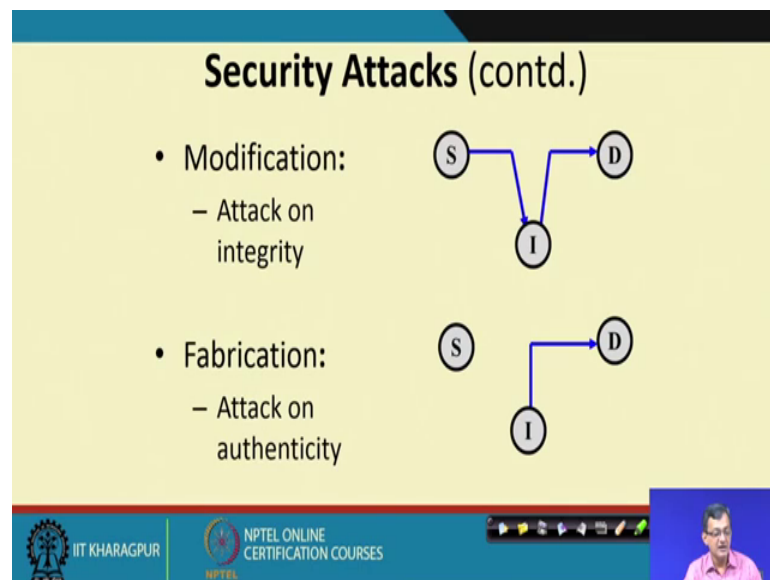 Security Attacks (contd.)
• Modification:
– Attack on
integrity
S
D
I
• Fabrication:
– Attack on
authenticity
S
D
I
IIT KHARAGPUR
NPTEL
NPTEL ONLINE
CERTIFICATION COURSES